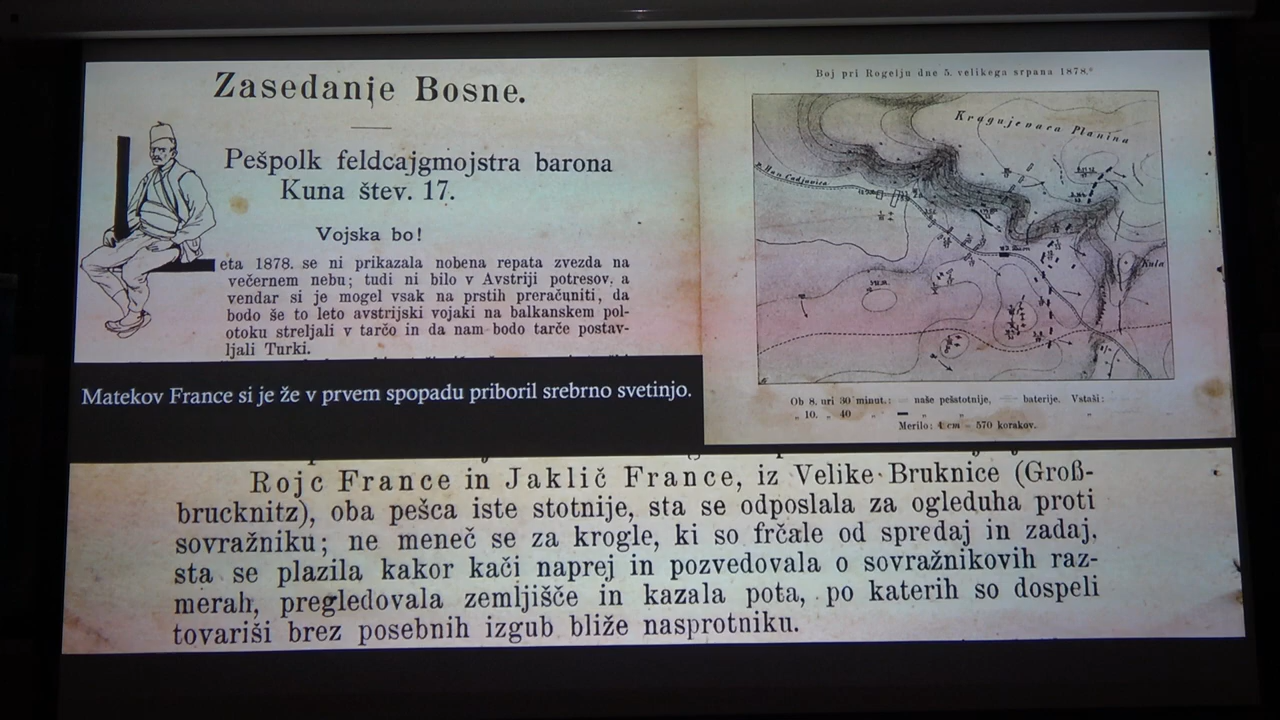 Zasedanje Bosne.
Pešpolk feldcajgmojstra barona
Kuna štev. 17.
Vojska bo!
eta 1878. se ni prikazala nobena repata zvezda na
večernem nebu; tudi ni bilo v Avstriji potresov, a
vendar si je mogel vsak na prstih preračuniti, da
bodo še to leto avstrijski vojaki na balkanskem pol-
otoku streljali v tarčo in da nam bodo tarče postav-
ljali Turki.
Matekov France si je že v prvem spopadu priboril srebrno svetinjo.
Boj pri Rogelju dne 5. velikega srpana 1878.*
Kragujevaca Planina
Han Čadjavica
Kula
Ob 8. uri 30 minut.: naše pešstotnije, baterije. Vstaši:
„ 10. „ 40 „ „ „ „
Merilo: 1 cm = 570 korakov.
Rojc France in Jaklič France, iz Velike Bruknice (Groß-
brucknitz), oba pešca iste stotnije, sta se odposlala za ogleduha proti
sovražniku; ne meneč se za krogle, ki so frčale od spredaj in zadaj,
sta se plazila kakor kači naprej in pozvedovala o sovražnikovih raz-
merah, pregledovala zemljišče in kazala pota, po katerih so dospeli
tovariši brez posebnih izgub bliže nasprotniku.